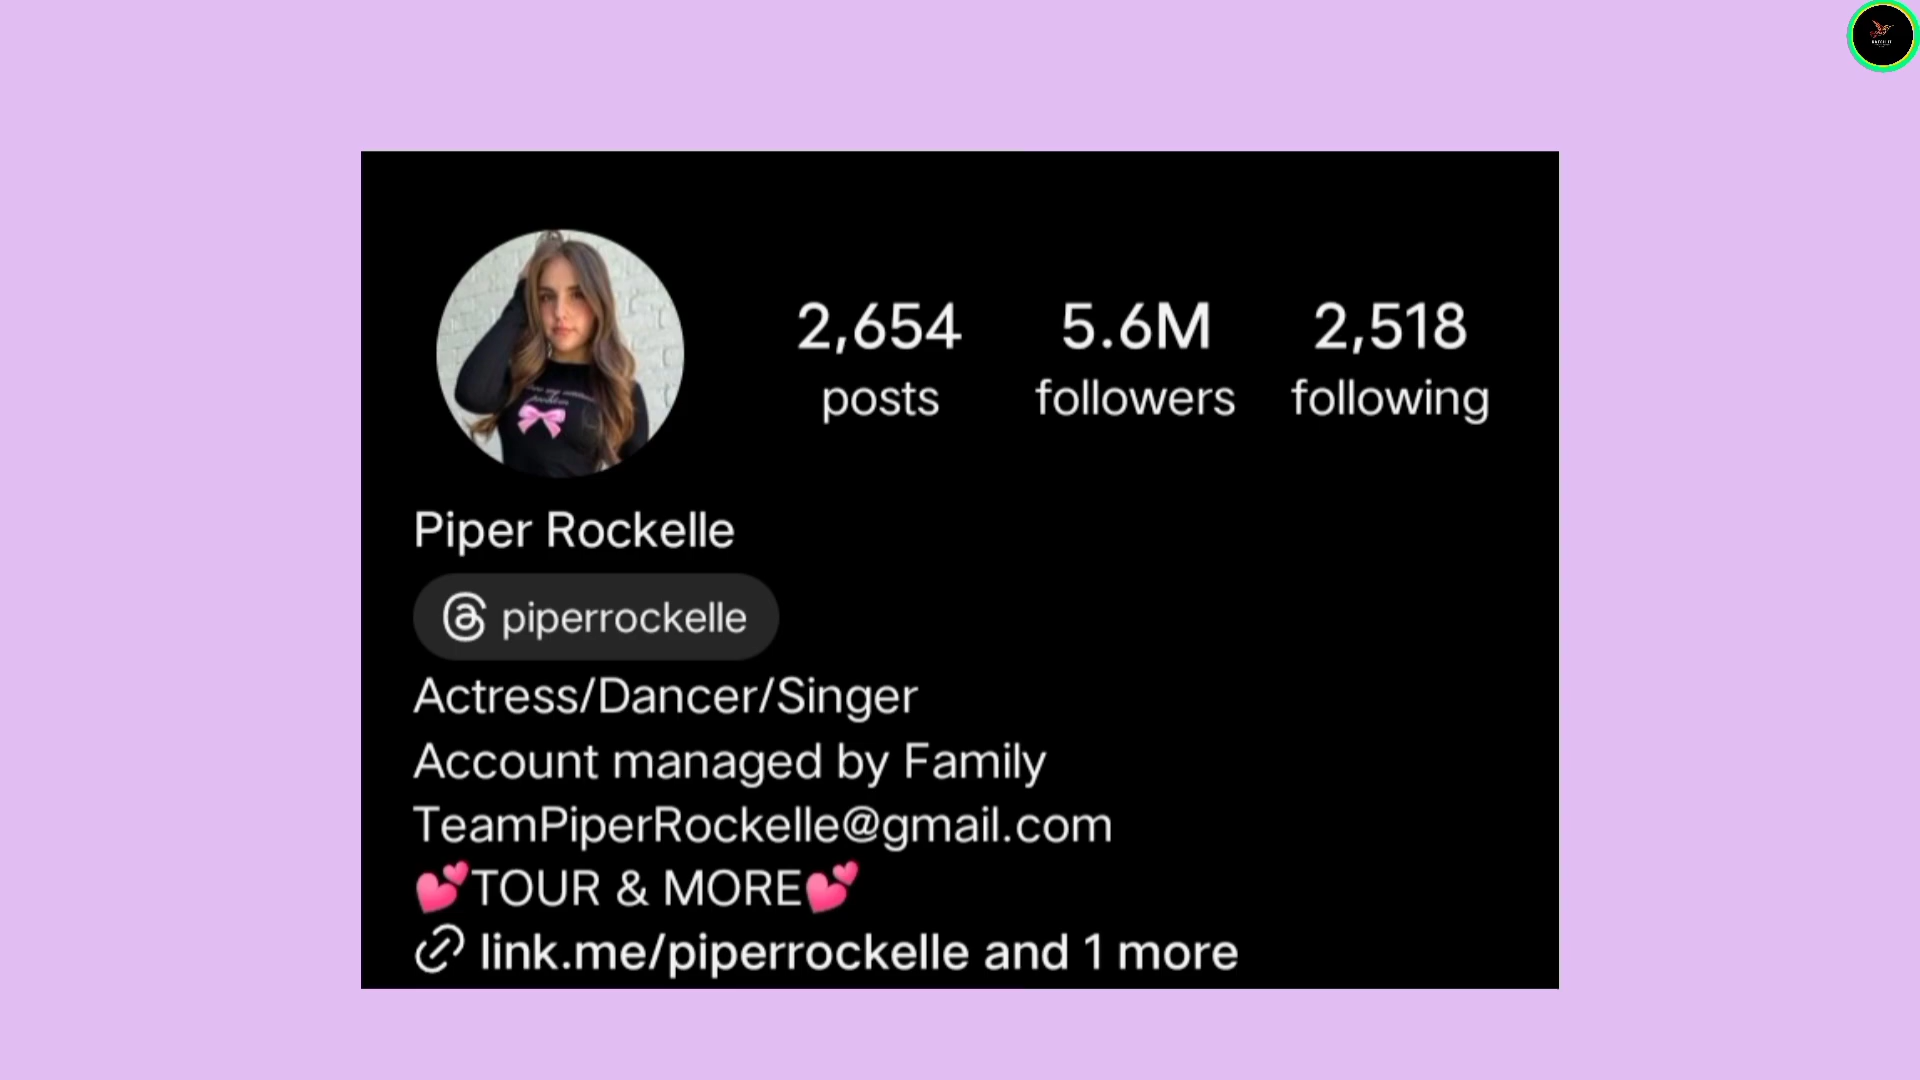 2,654 5.6M 2,518
posts followers following
Piper Rockelle
piperrockelle
Actress/Dancer/Singer
Account managed by Family
TeamPiperRockelle@gmail.com
💕TOUR & MORE💕
link.me/piperrockelle and 1 more